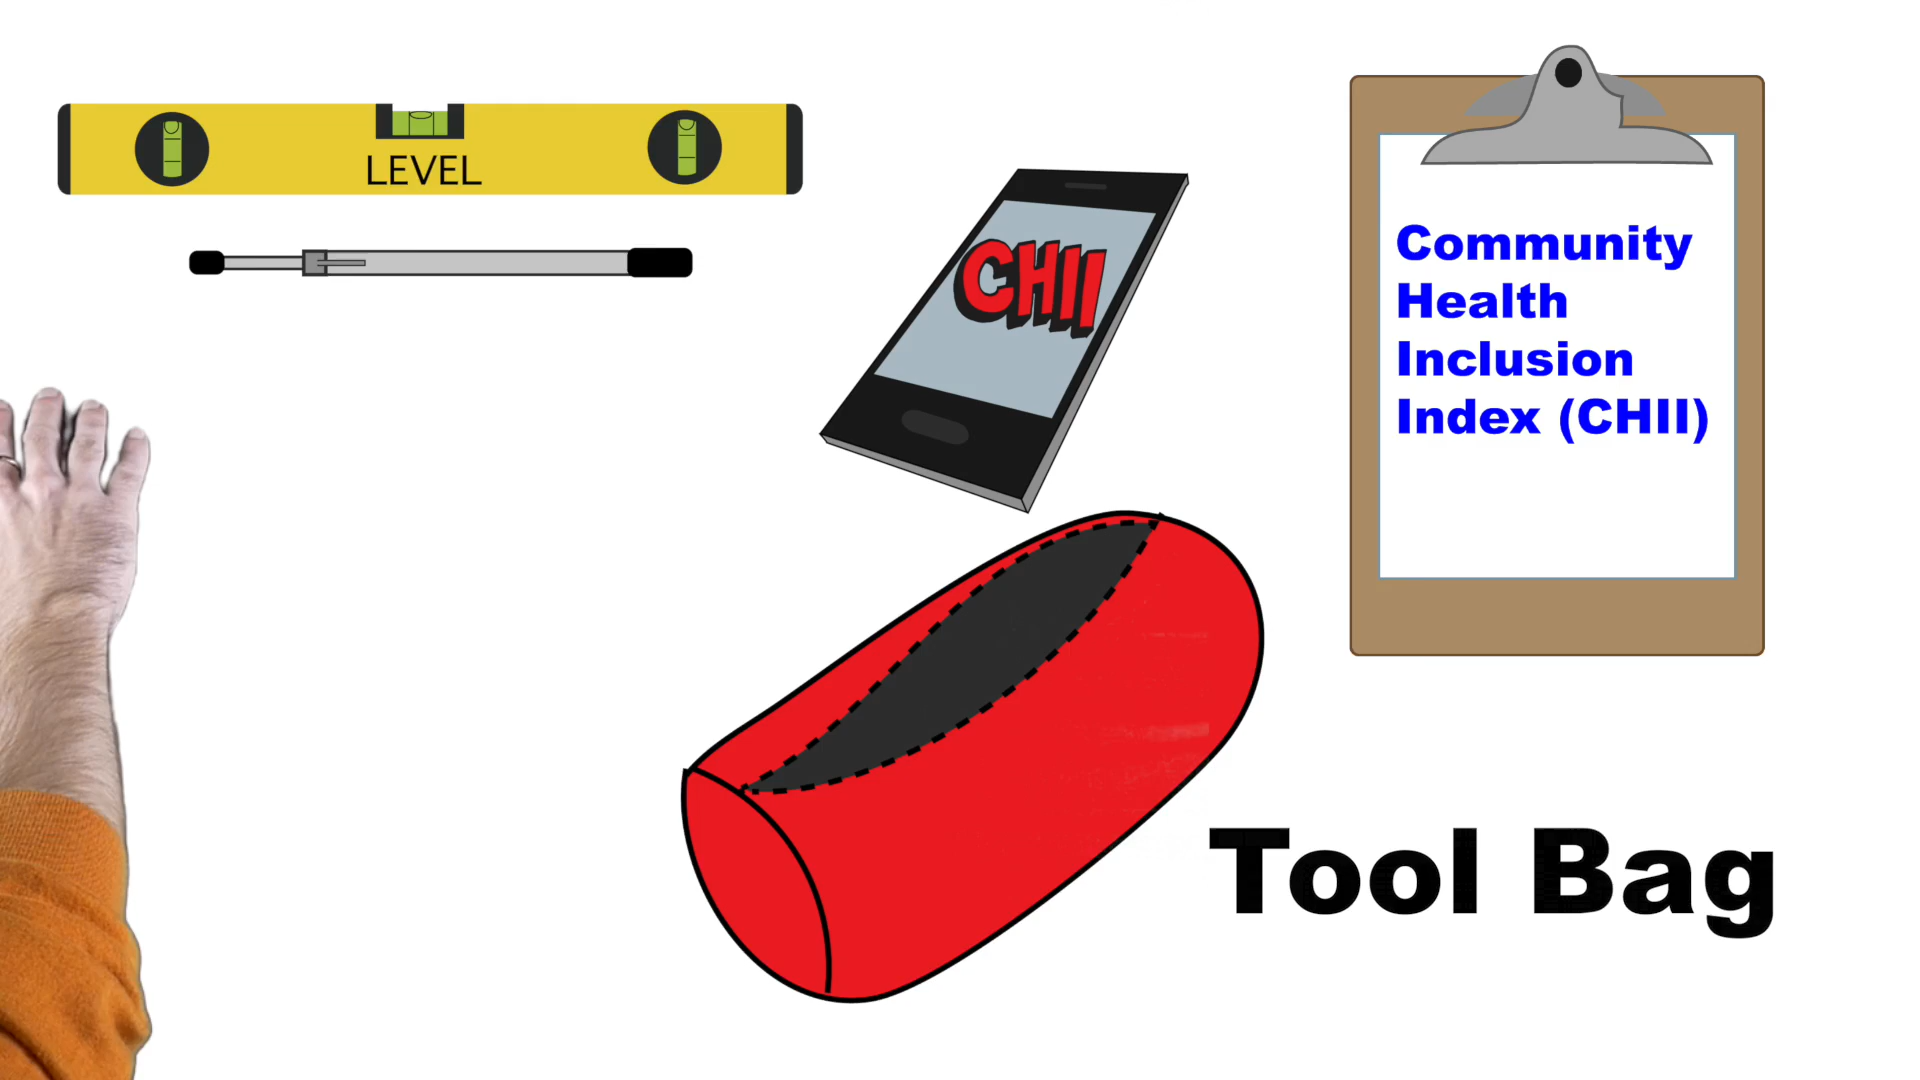 LEVEL
CHII
Community
Health
Inclusion
Index (CHII)
Tool Bag